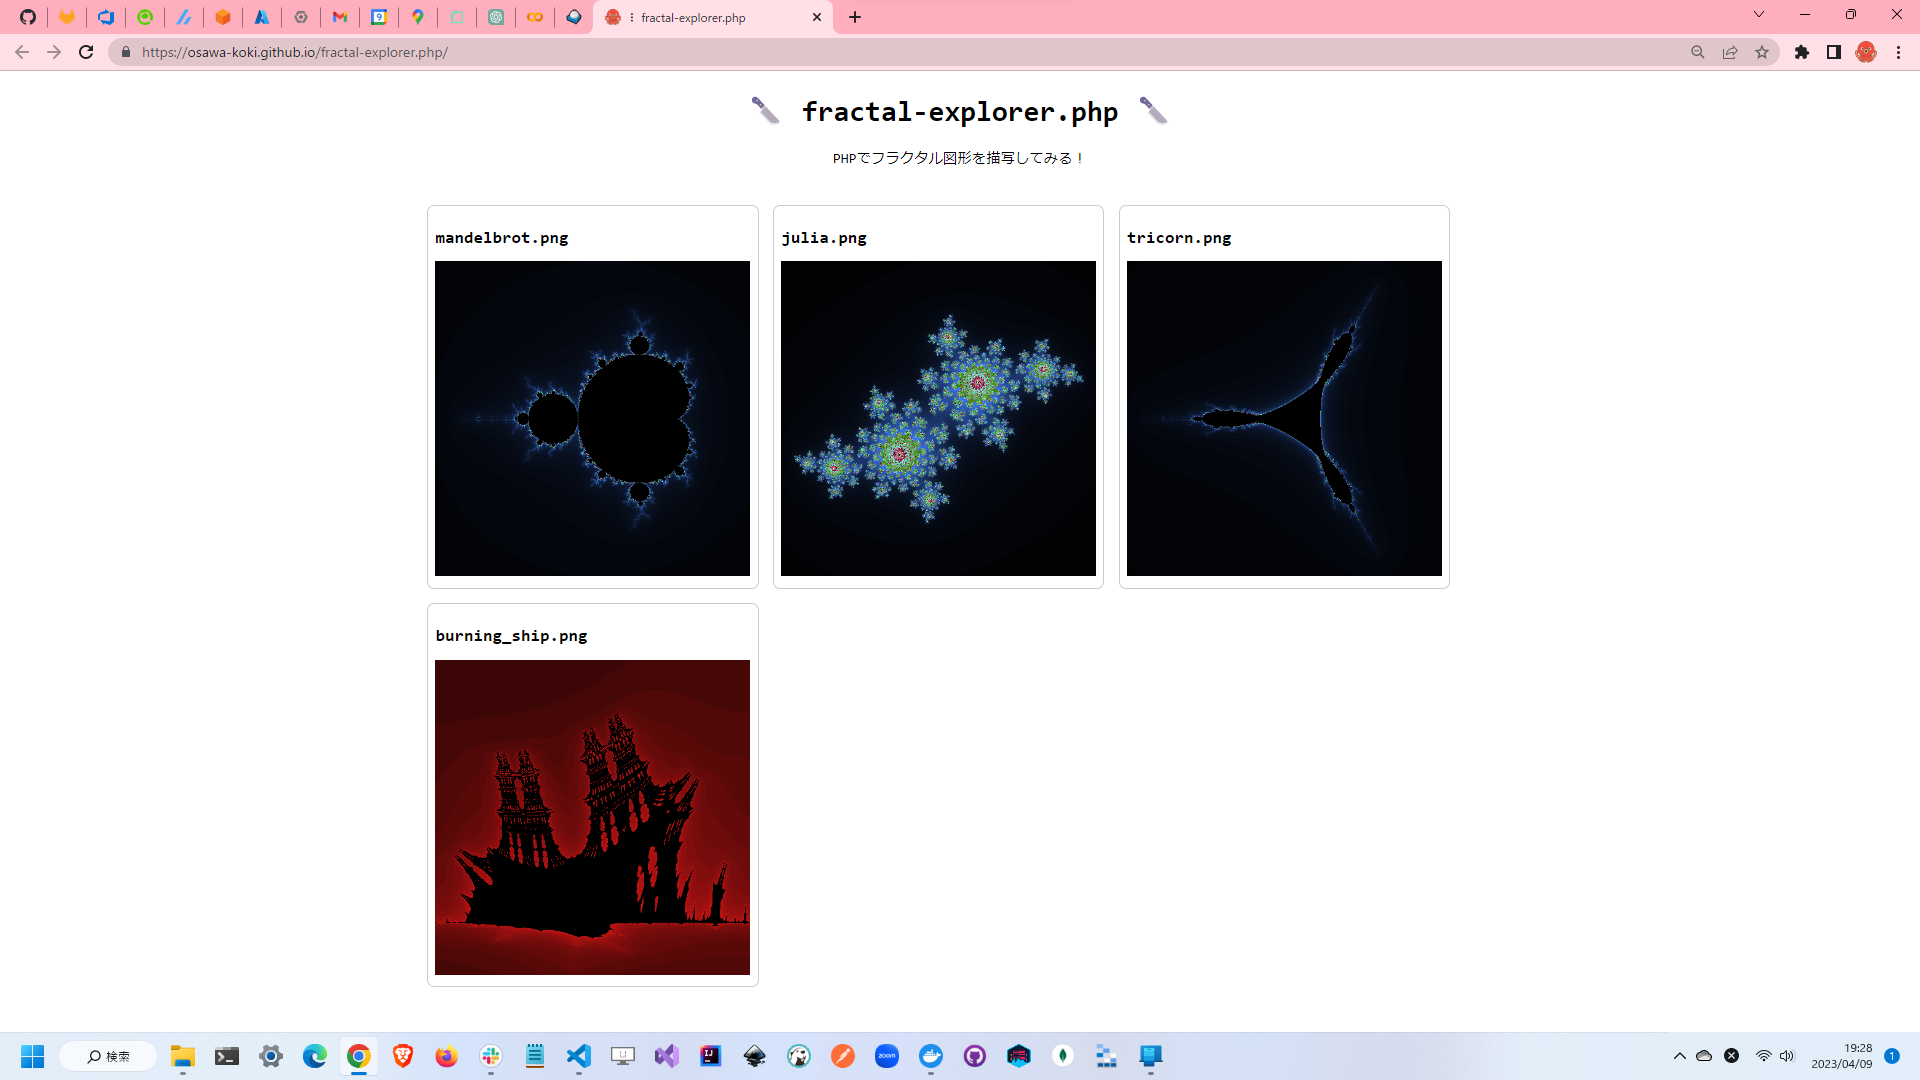 fractal-explorer.php
https://osawa-koki.github.io/fractal-explorer.php/
fractal-explorer.php
PHPでフラクタル図形を描写してみる！
mandelbrot.png
julia.png
tricorn.png
burning_ship.png
検索
zoom
19:28
2023/04/09
1